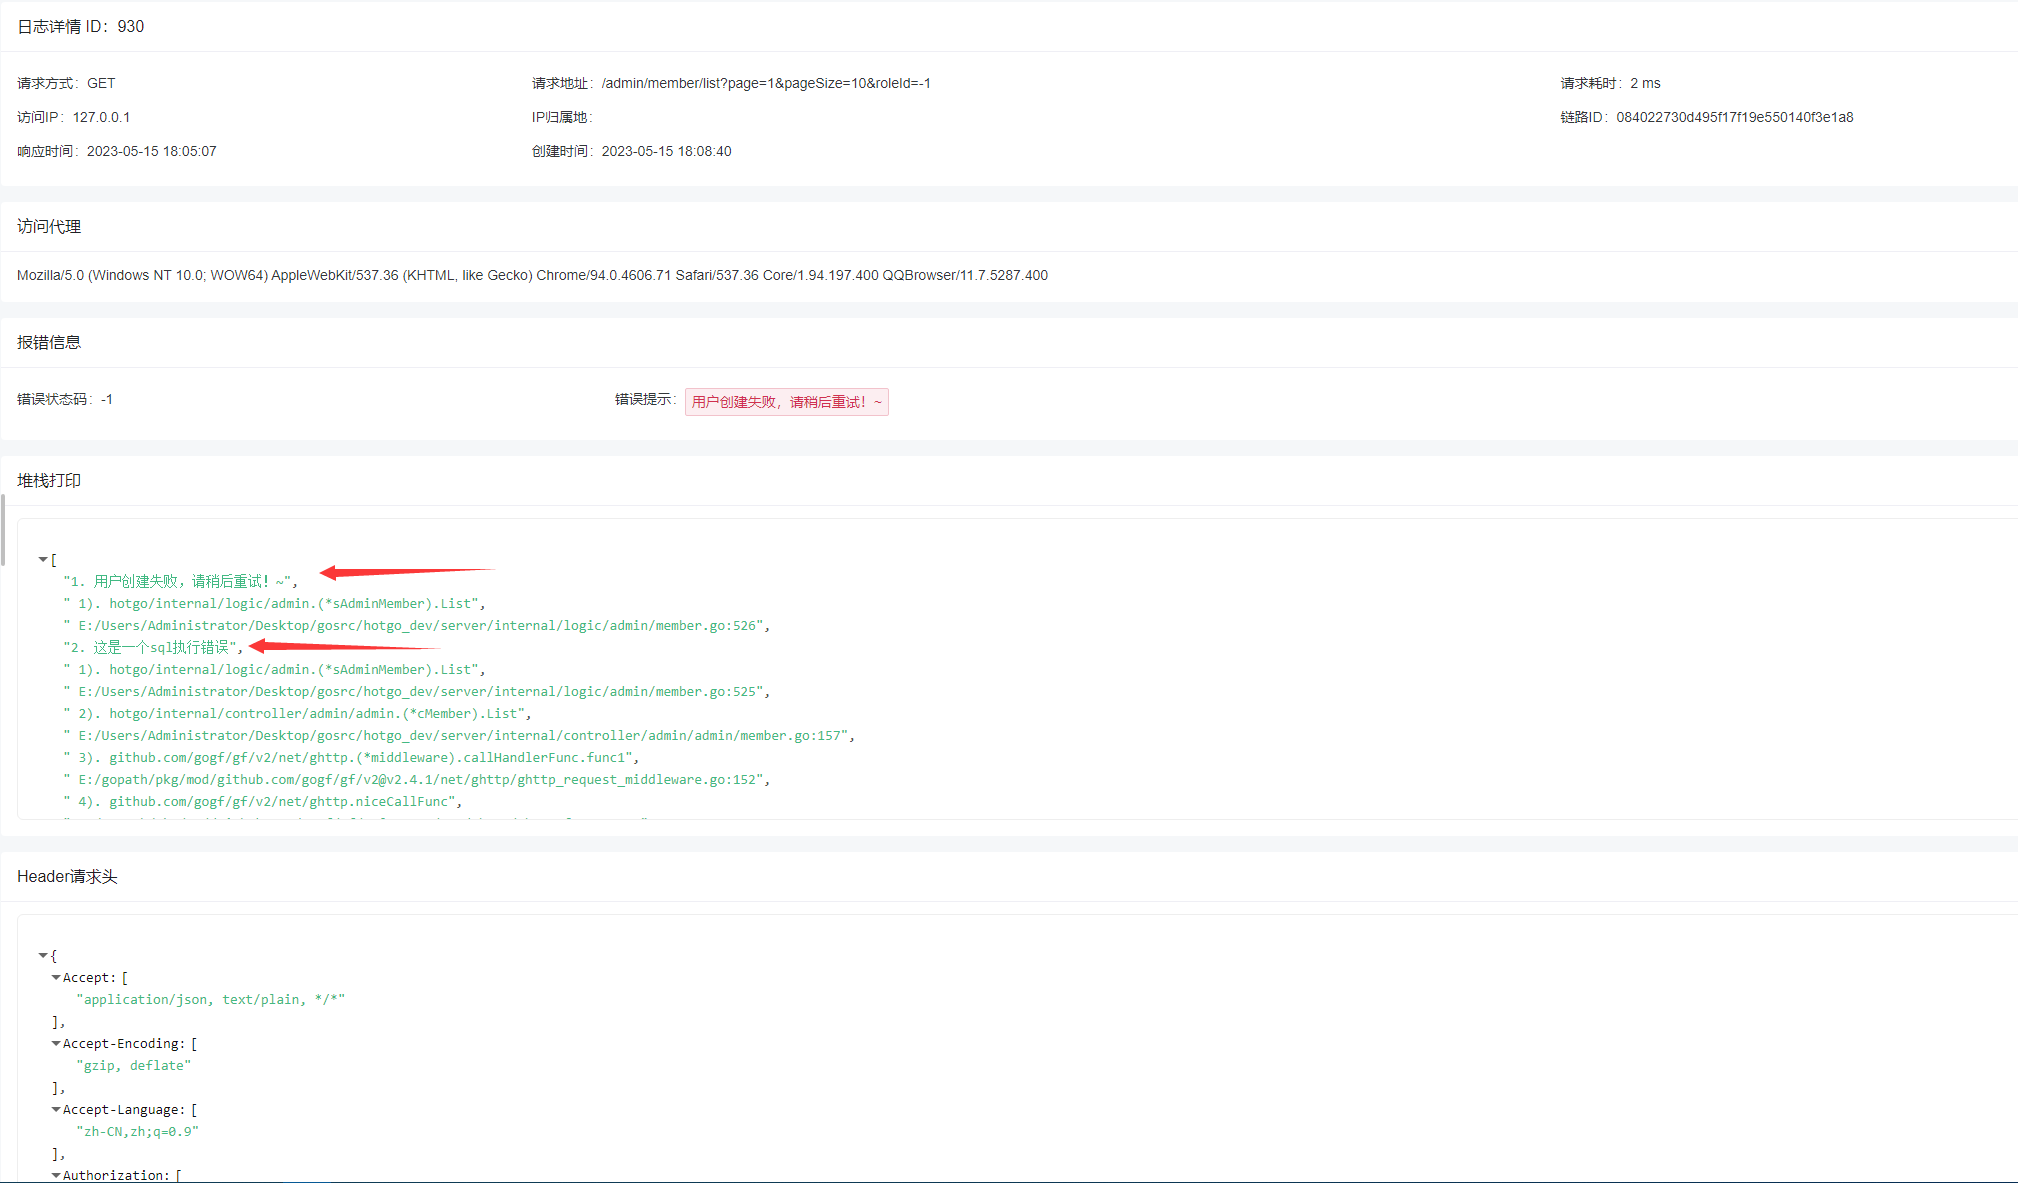 日志详情 ID：930
请求方式：GET
请求地址：/admin/member/list?page=1&pageSize=10&roleId=-1
请求耗时：2 ms
访问IP：127.0.0.1
IP归属地：
链路ID：084022730d495f17f19e550140f3e1a8
响应时间：2023-05-15 18:05:07
创建时间：2023-05-15 18:08:40
访问代理
Mozilla/5.0 (Windows NT 10.0; WOW64) AppleWebKit/537.36 (KHTML, like Gecko) Chrome/94.0.4606.71 Safari/537.36 Core/1.94.197.400 QQBrowser/11.7.5287.400
报错信息
错误状态码：-1
错误提示：用户创建失败，请稍后重试！~
堆栈打印
[
"1. 用户创建失败，请稍后重试！~",
" 1). hotgo/internal/logic/admin.(*sAdminMember).List",
" E:/Users/Administrator/Desktop/gosrc/hotgo_dev/server/internal/logic/admin/member.go:526",
"2. 这是一个sql执行错误",
" 1). hotgo/internal/logic/admin.(*sAdminMember).List",
" E:/Users/Administrator/Desktop/gosrc/hotgo_dev/server/internal/logic/admin/member.go:525",
" 2). hotgo/internal/controller/admin/admin.(*cMember).List",
" E:/Users/Administrator/Desktop/gosrc/hotgo_dev/server/internal/controller/admin/admin/member.go:157",
" 3). github.com/gogf/gf/v2/net/ghttp.(*middleware).callHandlerFunc.func1",
" E:/gopath/pkg/mod/github.com/gogf/gf/v2@v2.4.1/net/ghttp/ghttp_request_middleware.go:152",
" 4). github.com/gogf/gf/v2/net/ghttp.niceCallFunc",
Header请求头
{
Accept: [
"application/json, text/plain, */*"
],
Accept-Encoding: [
"gzip, deflate"
],
Accept-Language: [
"zh-CN,zh;q=0.9"
],
Authorization: [